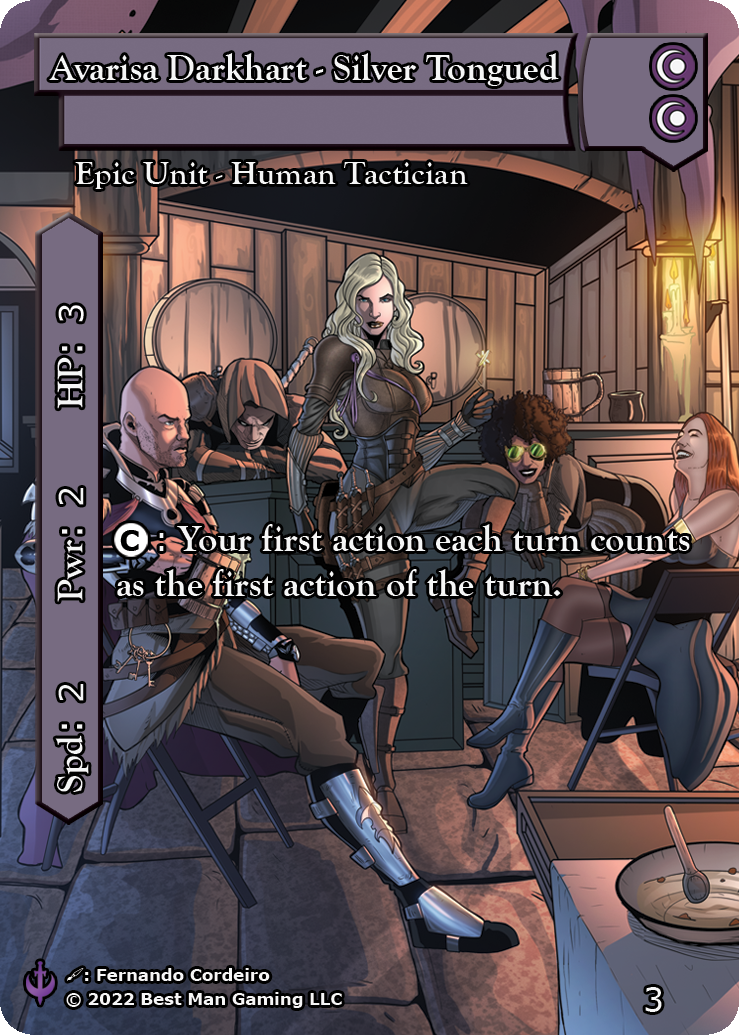 Avarisa Darkhart - Silver Tongued
Epic Unit - Human Tactician
HP: 3
Pwr: 2
Spd: 2
C: Your first action each turn counts
as the first action of the turn.
: Fernando Cordeiro
© 2022 Best Man Gaming LLC
3